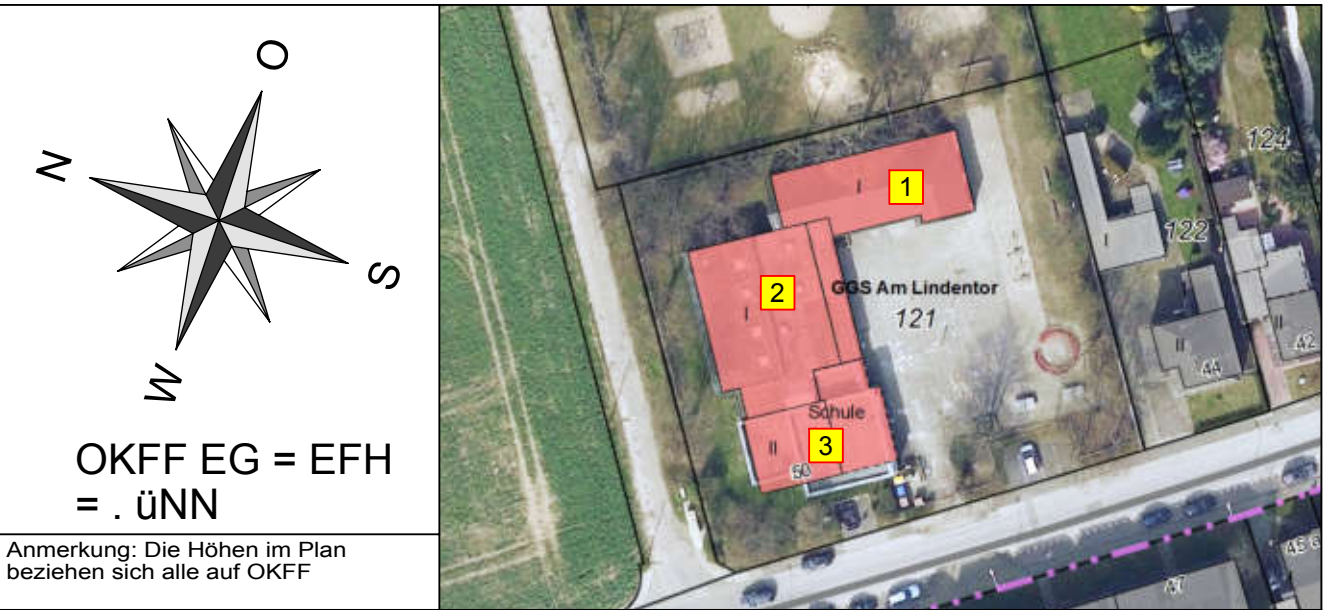 O
N
S
W
OKFF EG = EFH
= . üNN
Anmerkung: Die Höhen im Plan
beziehen sich alle auf OKFF
I
1
124
I
122
2
I
GGS Am Lindentor
121
II
II
42
44
Schule
II
3
50
45
47